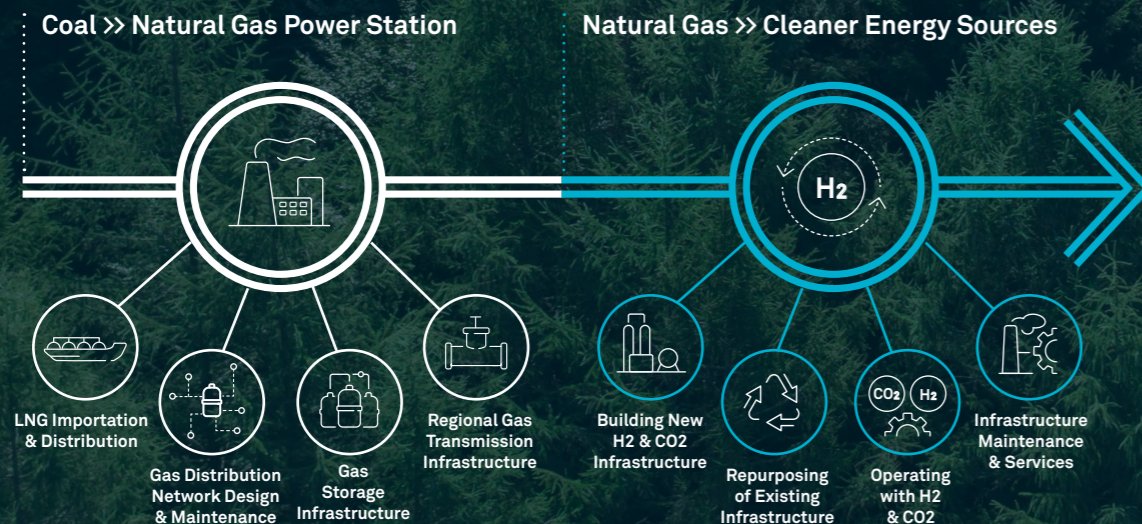 Coal >> Natural Gas Power Station
Natural Gas >> Cleaner Energy Sources
H2
LNG Importation
& Distribution
Gas Distribution
Network Design
& Maintenance
Gas
Storage
Infrastructure
Regional Gas
Transmission
Infrastructure
Building New
H2 & CO2
Infrastructure
Repurposing
of Existing
Infrastructure
CO2 H2
Operating
with H2
& CO2
Infrastructure
Maintenance
& Services